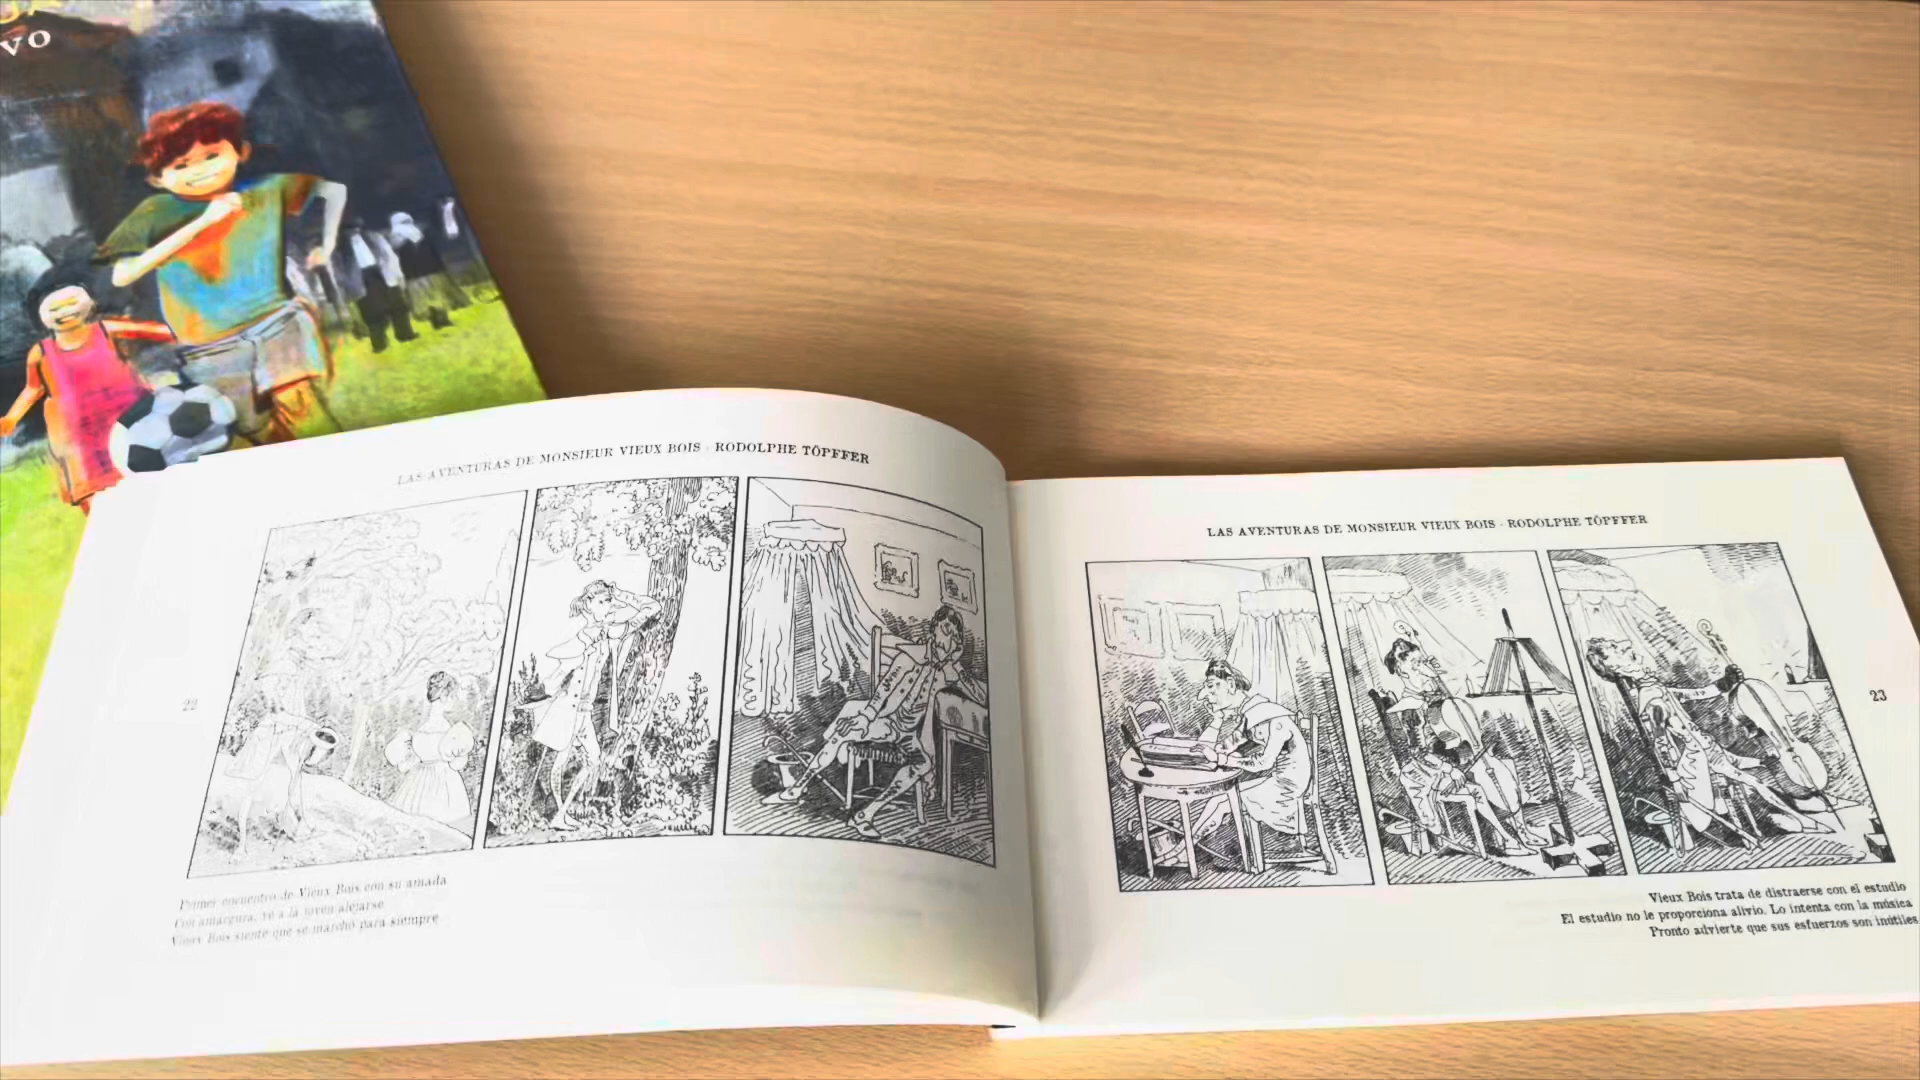 VO
LAS AVENTURAS DE MONSIEUR VIEUX BOIS - RODOLPHE TÖPFFER
22
Primer encuentro de Vieux Bois con su amada
Con amargura, ve a la joven alejarse
Vieux Bois siente que se marchó para siempre
LAS AVENTURAS DE MONSIEUR VIEUX BOIS - RODOLPHE TÖPFFER
23
Vieux Bois trata de distraerse con el estudio
El estudio no le proporciona alivio. Lo intenta con la música
Pronto advierte que sus esfuerzos son inútiles